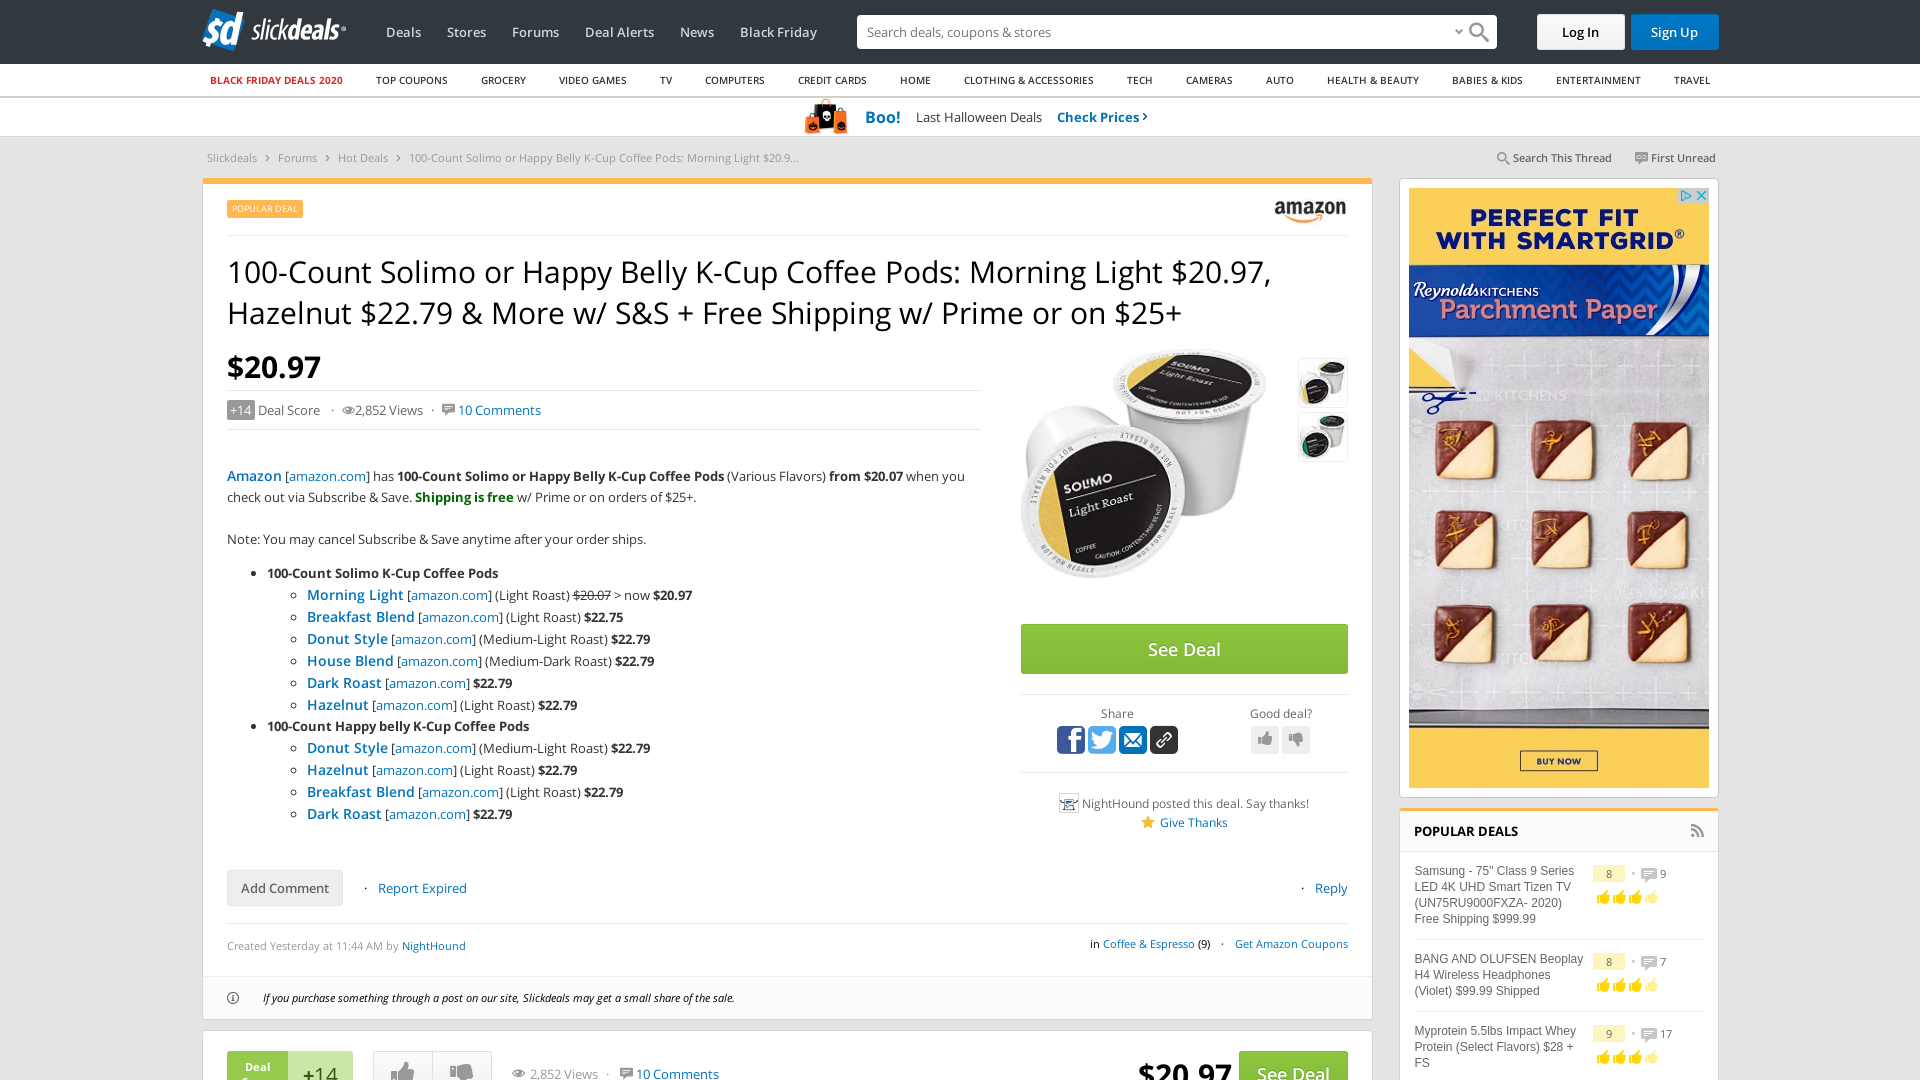 slickdeals
Deals
Stores
Forums
Deal Alerts
News
Black Friday
Search deals, coupons & stores
Log In
Sign Up
BLACK FRIDAY DEALS 2020
TOP COUPONS
GROCERY
VIDEO GAMES
TV
COMPUTERS
CREDIT CARDS
HOME
CLOTHING & ACCESSORIES
TECH
CAMERAS
AUTO
HEALTH & BEAUTY
BABIES & KIDS
ENTERTAINMENT
TRAVEL
Boo! Last Halloween Deals Check Prices ›
Slickdeals › Forums › Hot Deals › 100-Count Solimo or Happy Belly K-Cup Coffee Pods: Morning Light $20.9...
Search This Thread
First Unread
POPULAR DEAL
amazon
100-Count Solimo or Happy Belly K-Cup Coffee Pods: Morning Light $20.97,
Hazelnut $22.79 & More w/ S&S + Free Shipping w/ Prime or on $25+
$20.97
+14 Deal Score · 2,852 Views · 10 Comments
Amazon [amazon.com] has 100-Count Solimo or Happy Belly K-Cup Coffee Pods (Various Flavors) from $20.07 when you
check out via Subscribe & Save. Shipping is free w/ Prime or on orders of $25+.
Note: You may cancel Subscribe & Save anytime after your order ships.
100-Count Solimo K-Cup Coffee Pods
Morning Light [amazon.com] (Light Roast) $20.07 > now $20.97
Breakfast Blend [amazon.com] (Light Roast) $22.75
Donut Style [amazon.com] (Medium-Light Roast) $22.79
House Blend [amazon.com] (Medium-Dark Roast) $22.79
Dark Roast [amazon.com] $22.79
Hazelnut [amazon.com] (Light Roast) $22.79
100-Count Happy belly K-Cup Coffee Pods
Donut Style [amazon.com] (Medium-Light Roast) $22.79
Hazelnut [amazon.com] (Light Roast) $22.79
Breakfast Blend [amazon.com] (Light Roast) $22.79
Dark Roast [amazon.com] $22.79
SOLIMO
Light Roast
COFFEE
NOT FOR RESALE
SOLIMO
Light Roast
COFFEE
NOT FOR RESALE
CAUTION, CONTENTS MAY BE HOT
See Deal
Share
Good deal?
NightHound posted this deal. Say thanks!
Give Thanks
Add Comment
· Report Expired
· Reply
Created Yesterday at 11:44 AM by NightHound
in Coffee & Espresso (9) · Get Amazon Coupons
If you purchase something through a post on our site, Slickdeals may get a small share of the sale.
Deal
+14
2,852 Views · 10 Comments
$20.97
See Deal
PERFECT FIT
WITH SMARTGRID®
Reynolds KITCHENS
Parchment Paper
BUY NOW
POPULAR DEALS
Samsung - 75" Class 9 Series
LED 4K UHD Smart Tizen TV
(UN75RU9000FXZA- 2020)
Free Shipping $999.99
8 · 9
BANG AND OLUFSEN Beoplay
H4 Wireless Headphones
(Violet) $99.99 Shipped
8 · 7
Myprotein 5.5lbs Impact Whey
Protein (Select Flavors) $28 +
FS
9 · 17